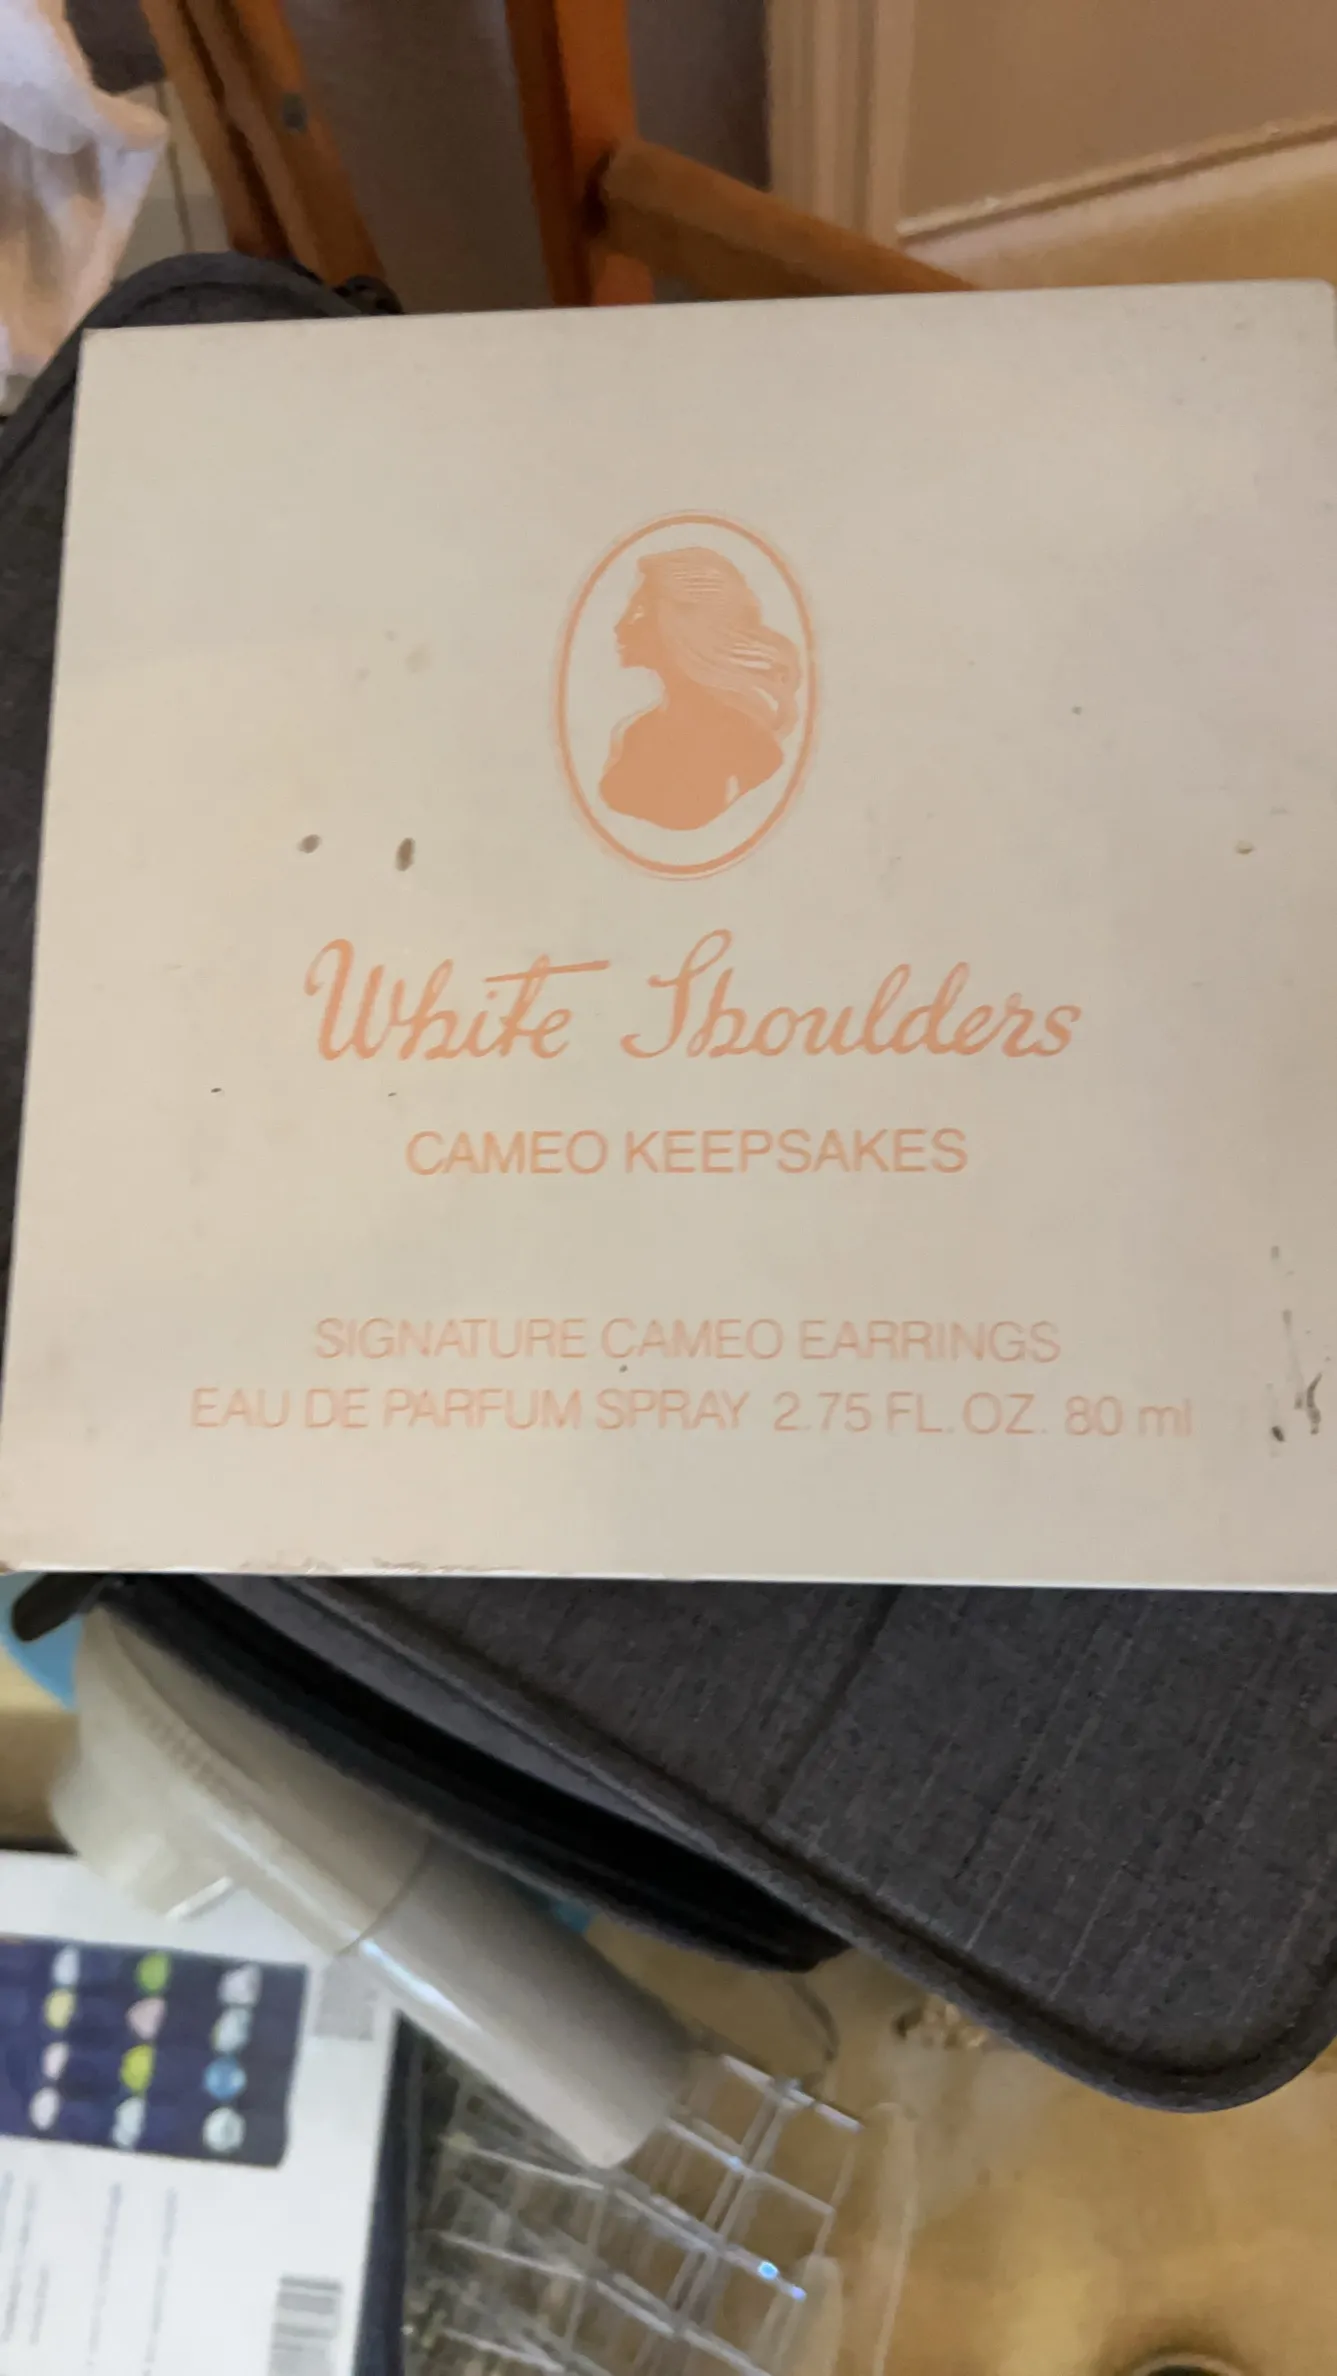 White Shoulders
CAMEO KEEPSAKES
SIGNATURE CAMEO EARRINGS
EAU DE PARFUM SPRAY 2.75 FL.OZ. 80 ml